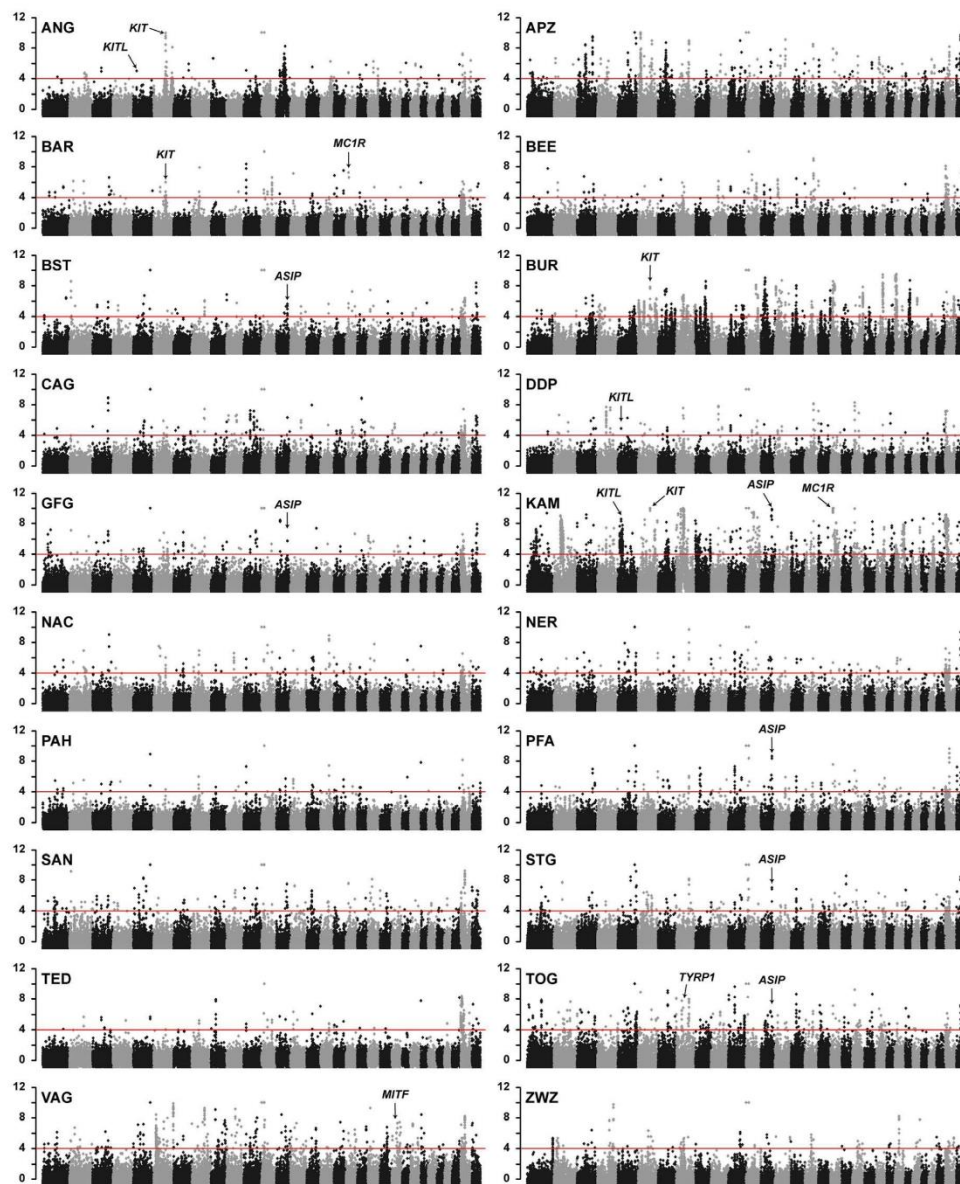 12
8
4
0
ANG
KIT
KITL
12
8
4
0
APZ
12
8
4
0
BAR
KIT
MC1R
12
8
4
0
BEE
12
8
4
0
BST
ASIP
12
8
4
0
BUR
KIT
12
8
4
0
CAG
12
8
4
0
DDP
KITL
12
8
4
0
GFG
ASIP
12
8
4
0
KAM
KITL
KIT
ASIP
MC1R
12
8
4
0
NAC
12
8
4
0
NER
12
8
4
0
PAH
12
8
4
0
PFA
ASIP
12
8
4
0
SAN
12
8
4
0
STG
ASIP
12
8
4
0
TED
12
8
4
0
TOG
TYRP1
ASIP
12
8
4
0
VAG
MITF
12
8
4
0
ZWZ